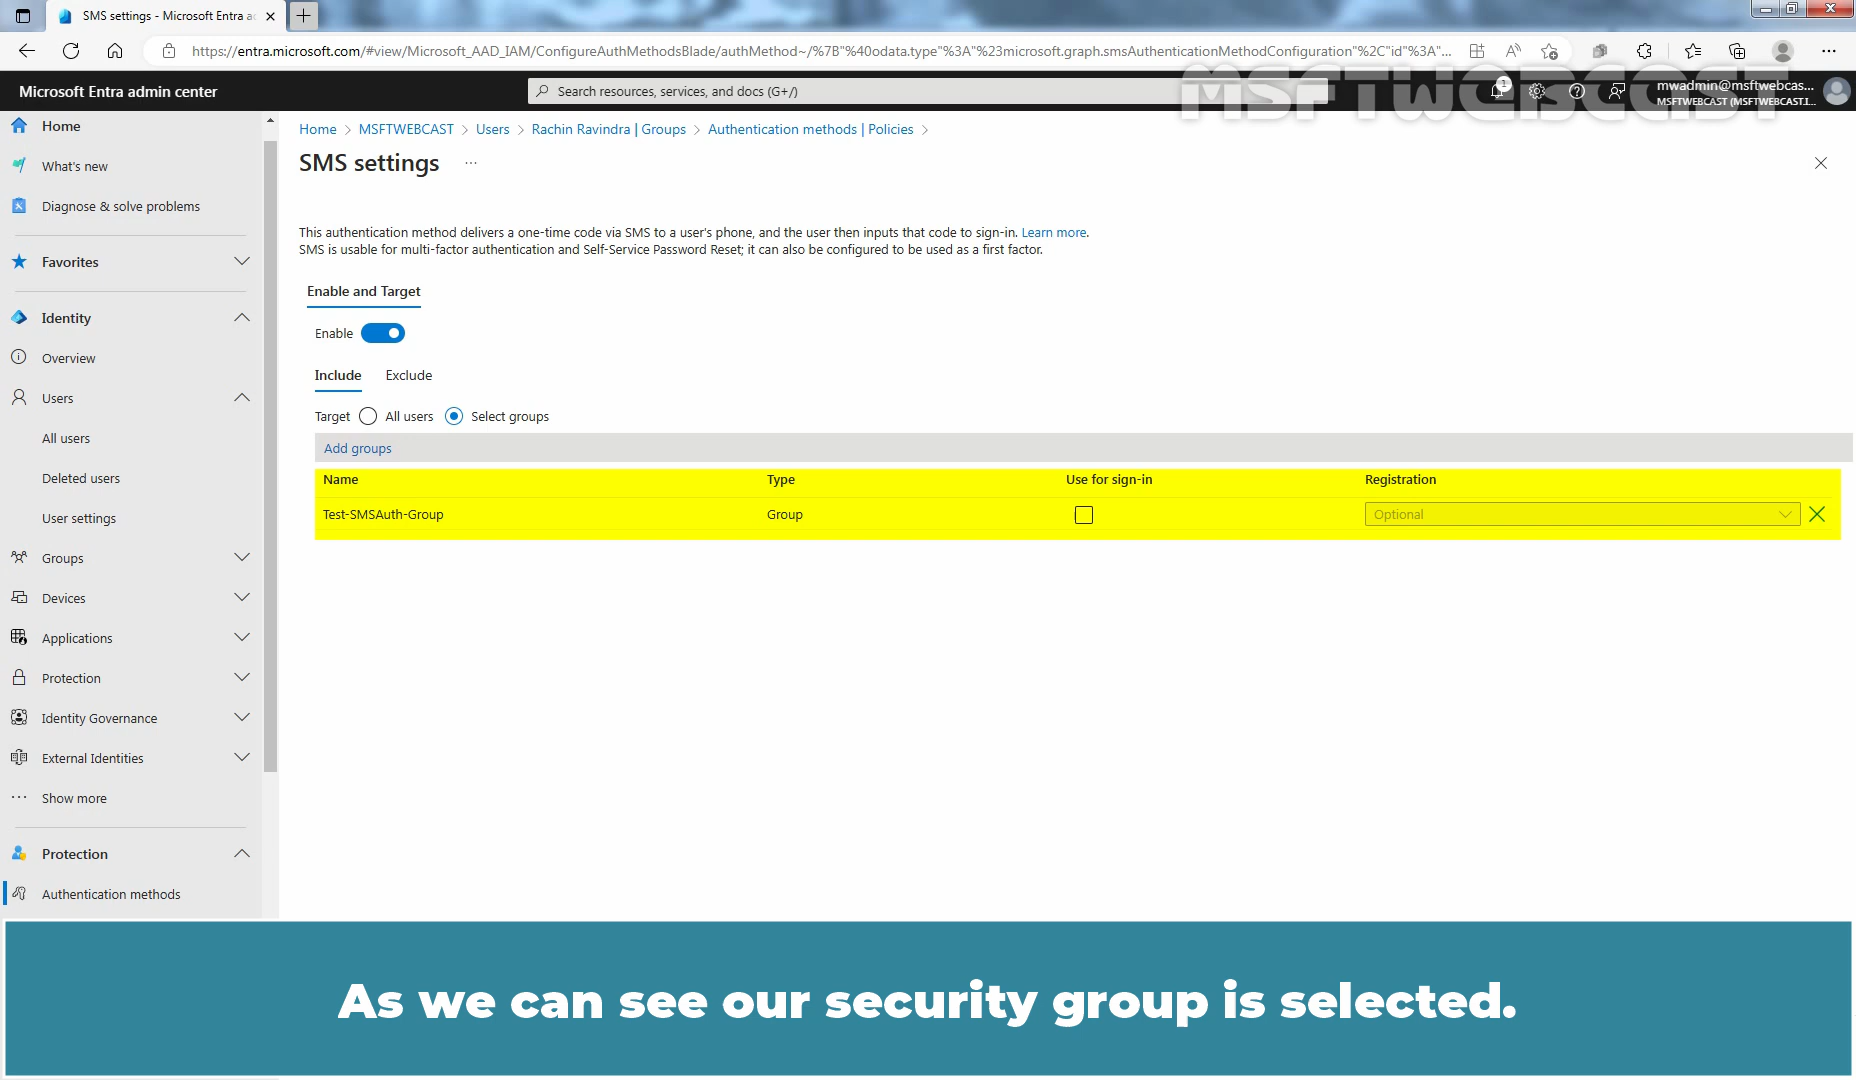 SMS settings - Microsoft Entra ac
https://entra.microsoft.com/#view/Microsoft_AAD_IAM/ConfigureAuthMethodsBlade/authMethod~/%7B"%40odata.type"%3A"%23microsoft.graph.smsAuthenticationMethodConfiguration"%2C"id"%3A"...
Microsoft Entra admin center
Search resources, services, and docs (G+/)
1
mwadmin@msftwebcas...
MSFTWEBCAST (MSFTWEBCAST.I...
MSFTWEBCAST
Home
What's new
Diagnose & solve problems
Favorites
Identity
Overview
Users
All users
Deleted users
User settings
Groups
Devices
Applications
Protection
Identity Governance
External Identities
Show more
Protection
Authentication methods
Home > MSFTWEBCAST > Users > Rachin Ravindra | Groups > Authentication methods | Policies >
SMS settings ...
This authentication method delivers a one-time code via SMS to a user's phone, and the user then inputs that code to sign-in. Learn more.
SMS is usable for multi-factor authentication and Self-Service Password Reset; it can also be configured to be used as a first factor.
Enable and Target
Enable
Include Exclude
Target All users Select groups
Add groups
Name Type Use for sign-in Registration
Test-SMSAuth-Group Group Optional
As we can see our security group is selected.